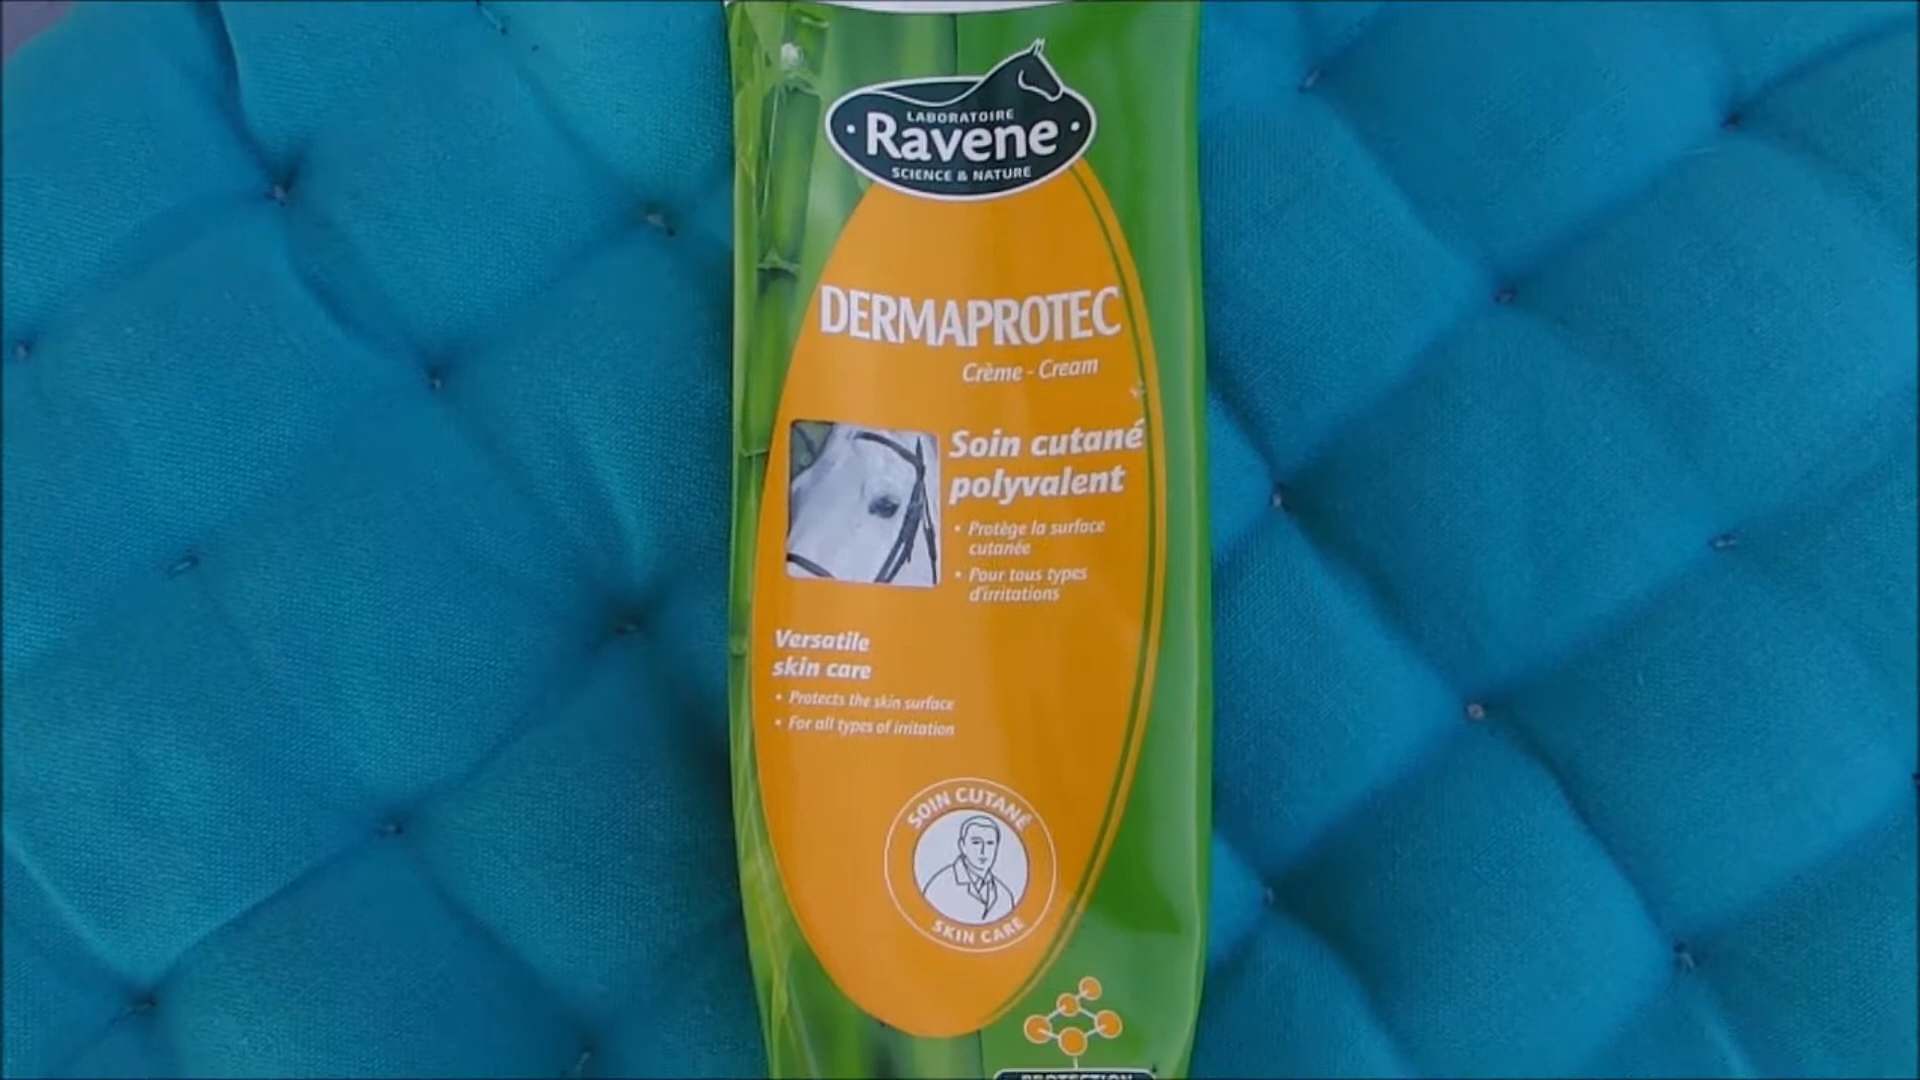 LABORATOIRE
Ravene
SCIENCE & NATURE
DERMAPROTEC
Crème - Cream
Soin cutané
polyvalent
• Protège la surface
cutanée
• Pour tous types
d'irritations
Versatile
skin care
• Protects the skin surface
• For all types of irritation
SOIN CUTANÉ
SKIN CARE
PROTECTION